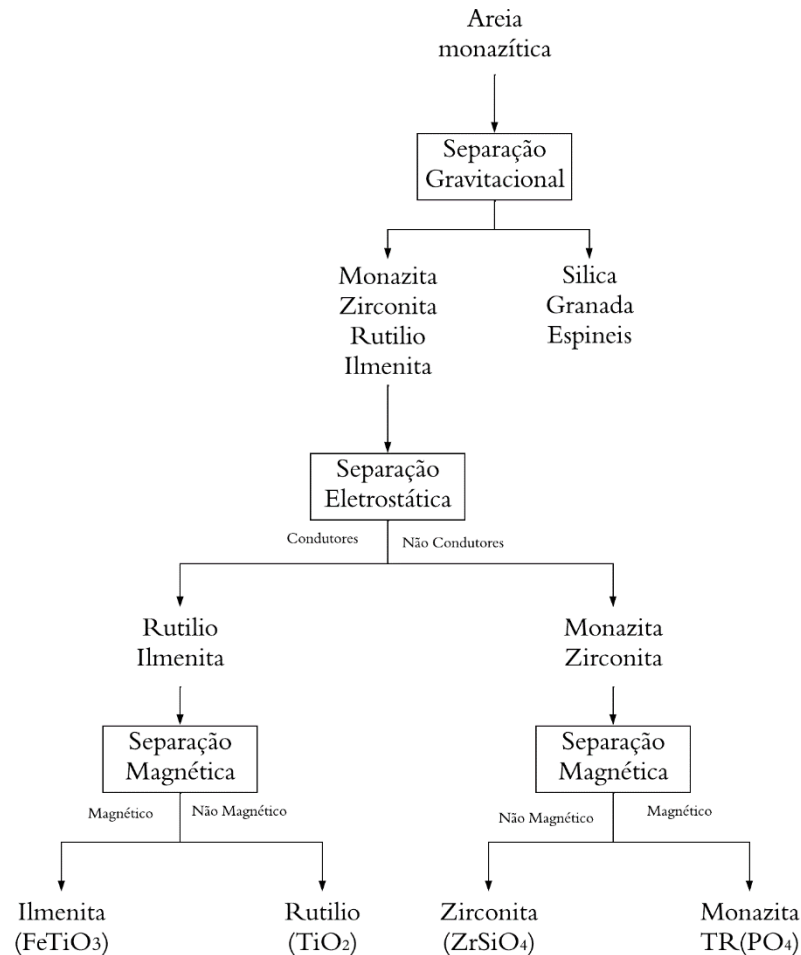 Areia
monazítica
Separação
Gravitacional
Monazita
Zirconita
Rutilio
Ilmenita
Silica
Granada
Espineis
Separação
Eletrostática
Condutores
Não Condutores
Rutilio
Ilmenita
Monazita
Zirconita
Separação
Magnética
Separação
Magnética
Magnético
Não Magnético
Não Magnético
Magnético
Ilmenita
(FeTiO₃)
Rutilio
(TiO₂)
Zirconita
(ZrSiO₄)
Monazita
TR(PO₄)